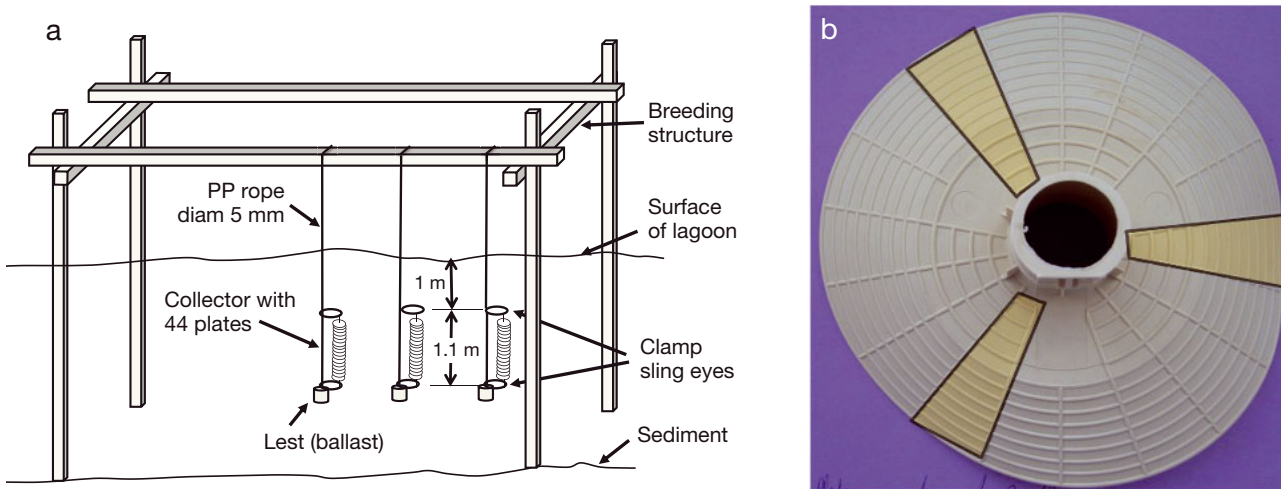 a
Breeding
structure
PP rope
diam 5 mm
Surface
of lagoon
1 m
Collector with
44 plates
1.1 m
Clamp
sling eyes
Lest (ballast)
Sediment
b